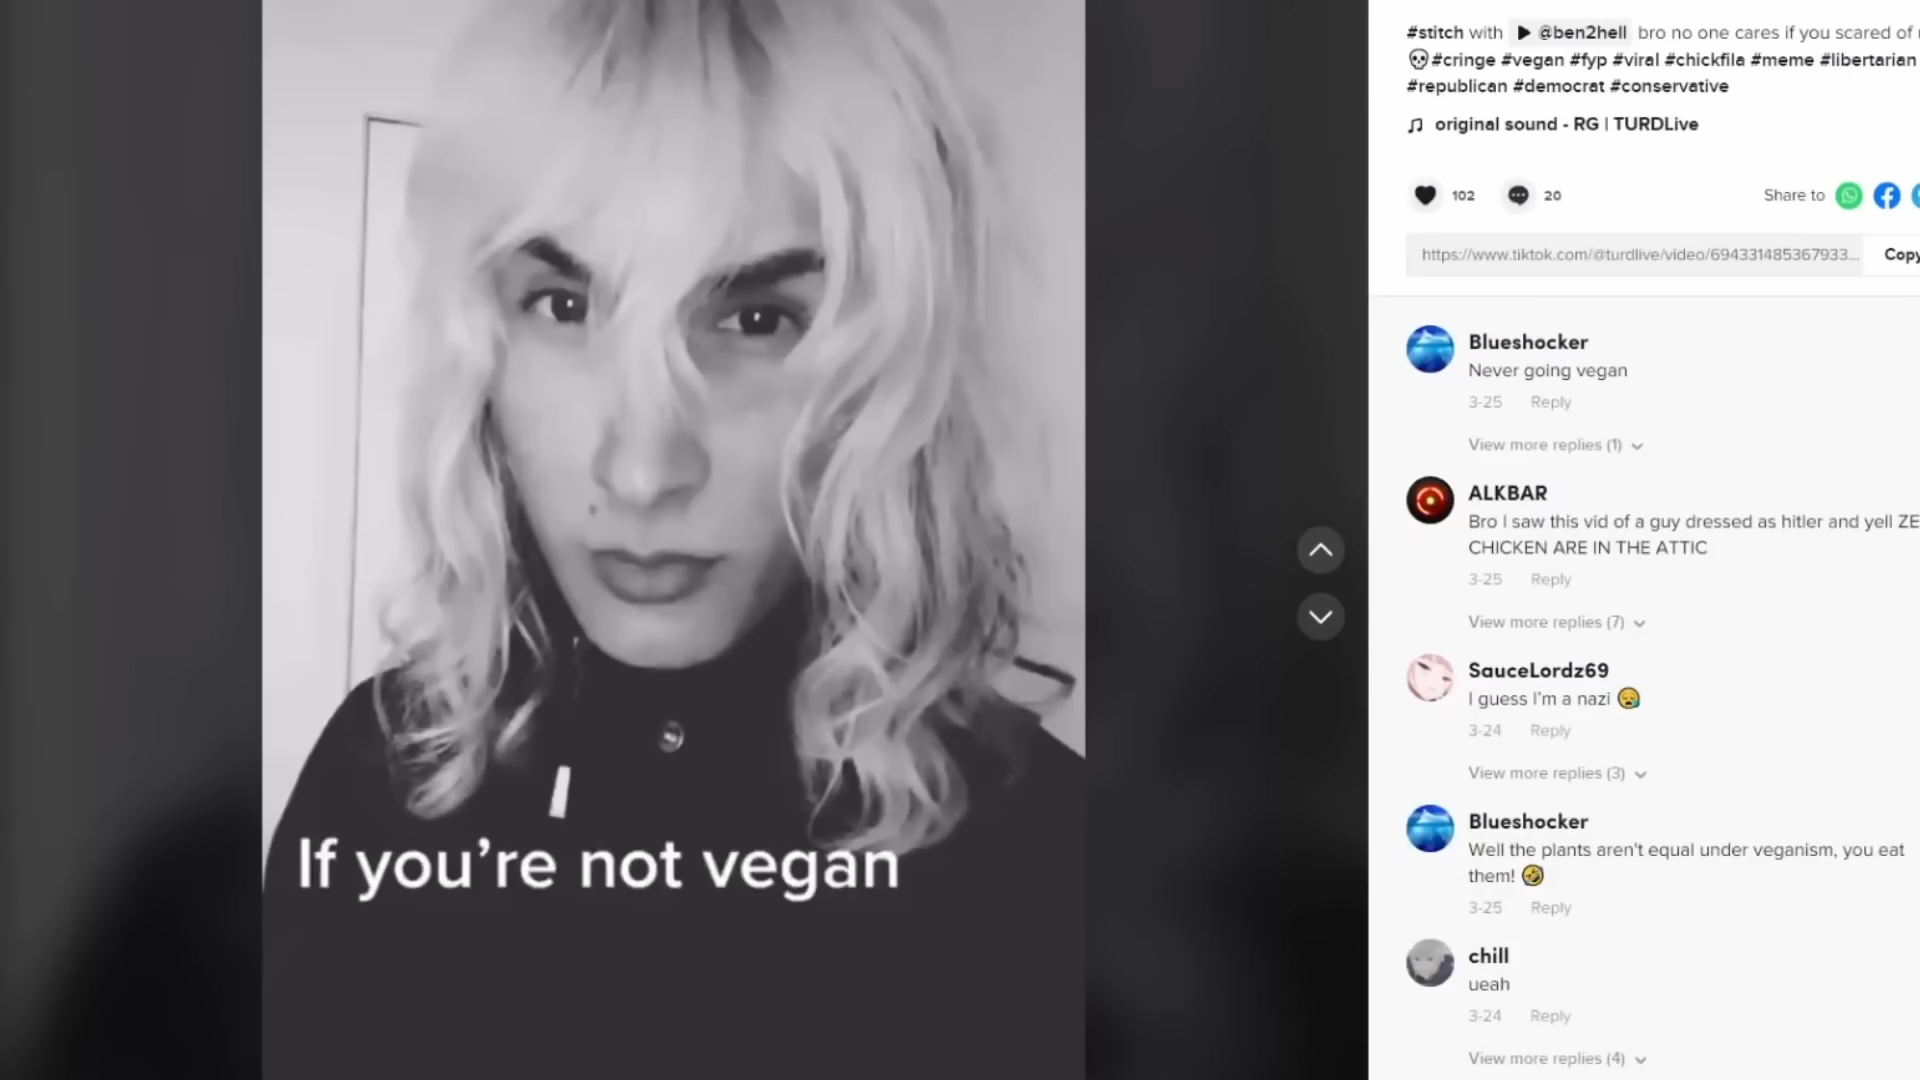 #stitch with @ben2hell bro no one cares if you scared of
💀#cringe #vegan #fyp #viral #chickfila #meme #libertarian
#republican #democrat #conservative
original sound - RG | TURDLive
102
20
Share to
https://www.tiktok.com/@turdlive/video/694331485367933...
Copy
Blueshocker
Never going vegan
3-25 Reply
View more replies (1)
ALKBAR
Bro I saw this vid of a guy dressed as hitler and yell ZE
CHICKEN ARE IN THE ATTIC
3-25 Reply
View more replies (7)
SauceLordz69
I guess I'm a nazi 😪
3-24 Reply
View more replies (3)
Blueshocker
Well the plants aren't equal under veganism, you eat
them! 🤣
3-25 Reply
chill
ueah
3-24 Reply
View more replies (4)
If you're not vegan